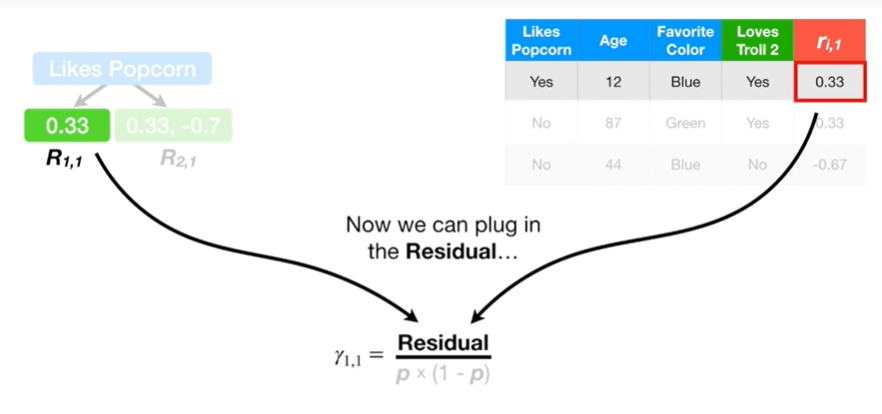 Likes Popcorn
0.33
0.33, -0.7
R1,1
R2,1
Likes Popcorn Age Favorite Color Loves Troll 2 ri,1
Yes 12 Blue Yes 0.33
No 87 Green Yes 0.33
No 44 Blue No -0.67
Now we can plug in
the Residual...
γ1,1 = Residual
p × (1 - p)